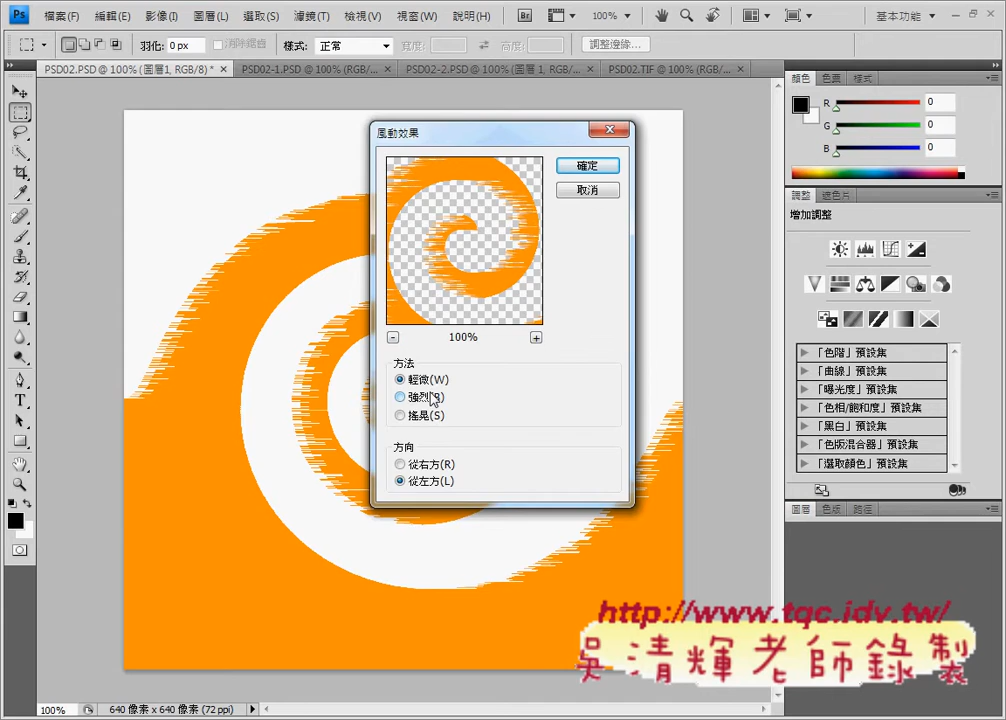 Ps 檔案(F) 編輯(E) 影像(I) 圖層(L) 選取(S) 濾鏡(T) 檢視(V) 視窗(W) 說明(H) Br 100% 基本功能
羽化: 0 px 消除鋸齒 樣式: 正常 寬度: 高度: 調整邊緣...
PSD02.PSD @ 100% (圖層1, RGB/8) * PSD02-1.PSD @ 100% (RGB/... PSD02-2.PSD @ 100% (圖層 1, RGB/... PSD02.TIF @ 100% (RGB/...
顏色 色票 樣式
R 0
G 0
B 0
調整 遮色片
增加調整
「色階」預設集
「曲線」預設集
「曝光度」預設集
「色相/飽和度」預設集
「黑白」預設集
「色版混合器」預設集
「選取顏色」預設集
圖層 色版 路徑
風動效果
確定
取消
100%
方法
輕微(W)
強烈(B)
搖晃(S)
方向
從右方(R)
從左方(L)
http://www.tqc.idv.tw/
吳清輝老師錄製
100% 640 像素 x 640 像素 (72 ppi)